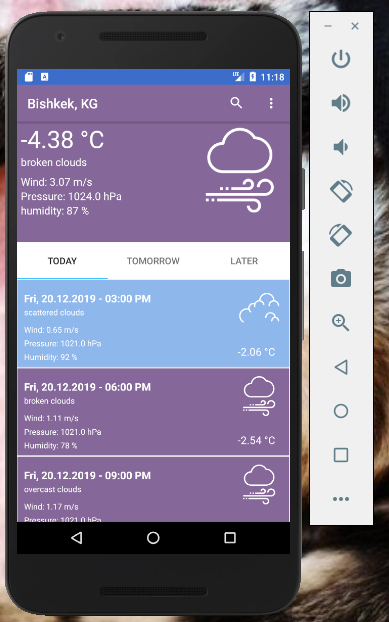 11:18
Bishkek, KG
-4.38 °C
broken clouds
Wind: 3.07 m/s
Pressure: 1024.0 hPa
humidity: 87 %
TODAY TOMORROW LATER
Fri, 20.12.2019 - 03:00 PM
scattered clouds
Wind: 0.65 m/s
Pressure: 1021.0 hPa
Humidity: 92 %
-2.06 °C
Fri, 20.12.2019 - 06:00 PM
broken clouds
Wind: 1.11 m/s
Pressure: 1021.0 hPa
Humidity: 78 %
-2.54 °C
Fri, 20.12.2019 - 09:00 PM
overcast clouds
Wind: 1.17 m/s
Pressure: 1021.0 hPa